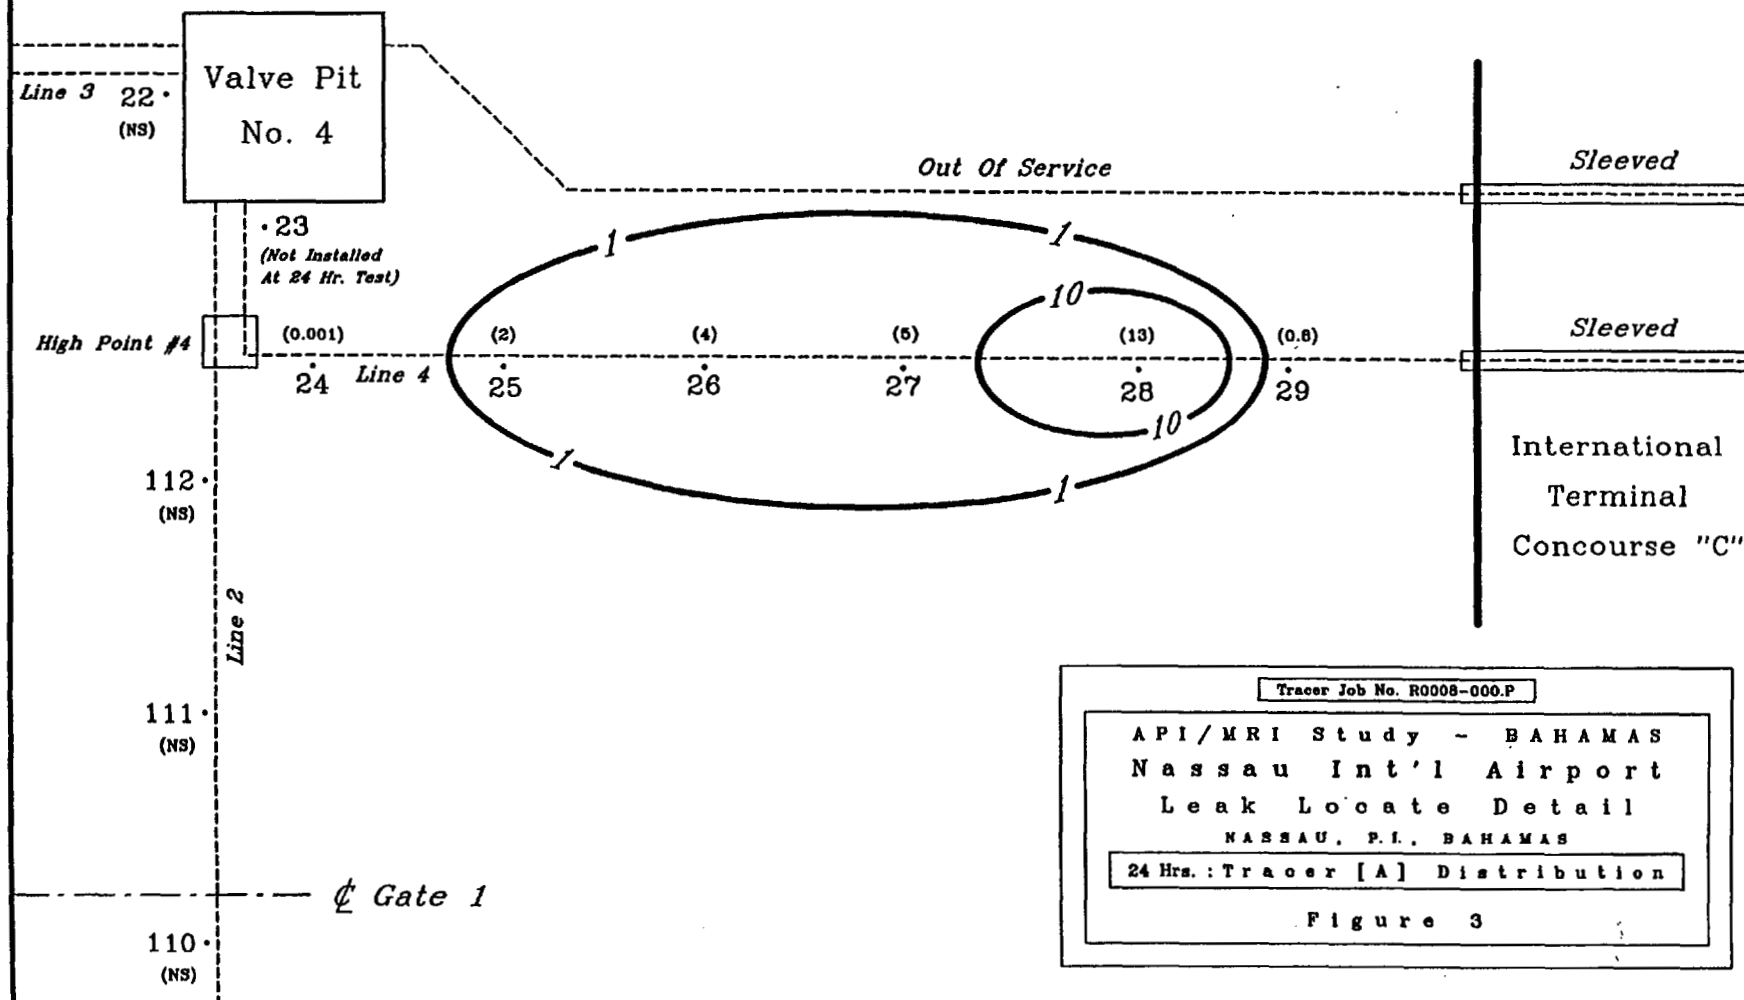 Valve Pit
No. 4
Line 3
22
(NS)
Out Of Service
Sleeved
23
(Not Installed
At 24 Hr. Test)
1
1
10
High Point #4
(0.001)
(2)
(4)
(5)
(13)
(0.8)
Sleeved
24
Line 4
25
26
27
28
29
10
1
1
112
(NS)
International
Terminal
Concourse "C"
Line 2
111
(NS)
Tracer Job No. R0008-000.P
API/MRI Study - BAHAMAS
Nassau Int'l Airport
Leak Locate Detail
NASSAU, P.I., BAHAMAS
24 Hrs.: Tracer [A] Distribution
Figure 3
℄ Gate 1
110
(NS)